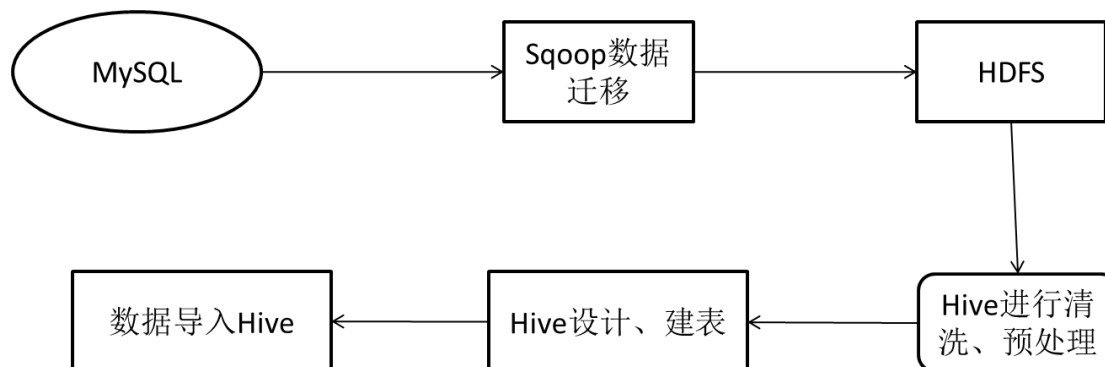 MySQL
Sqoop数据
迁移
HDFS
Hive进行清
洗、预处理
Hive设计、建表
数据导入Hive